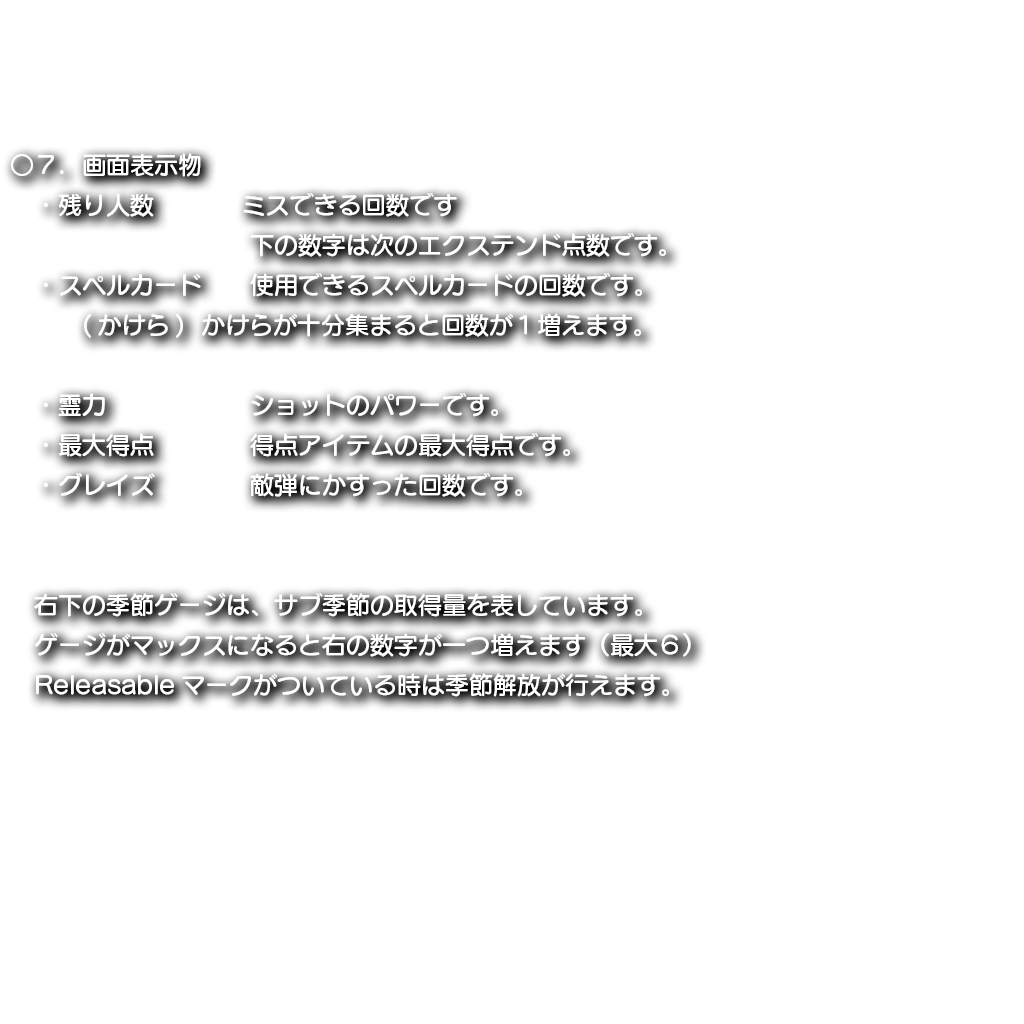 ○７．画面表示物
・残り人数　　　　ミスできる回数です
下の数字は次のエクステンド点数です。
・スペルカード　　使用できるスペルカードの回数です。
（かけら）かけらが十分集まると回数が１増えます。
・霊力　　　　　　ショットのパワーです。
・最大得点　　　　得点アイテムの最大得点です。
・グレイズ　　　　敵弾にかすった回数です。
右下の季節ゲージは、サブ季節の取得量を表しています。
ゲージがマックスになると右の数字が一つ増えます（最大６）
Releasable マークがついている時は季節解放が行えます。